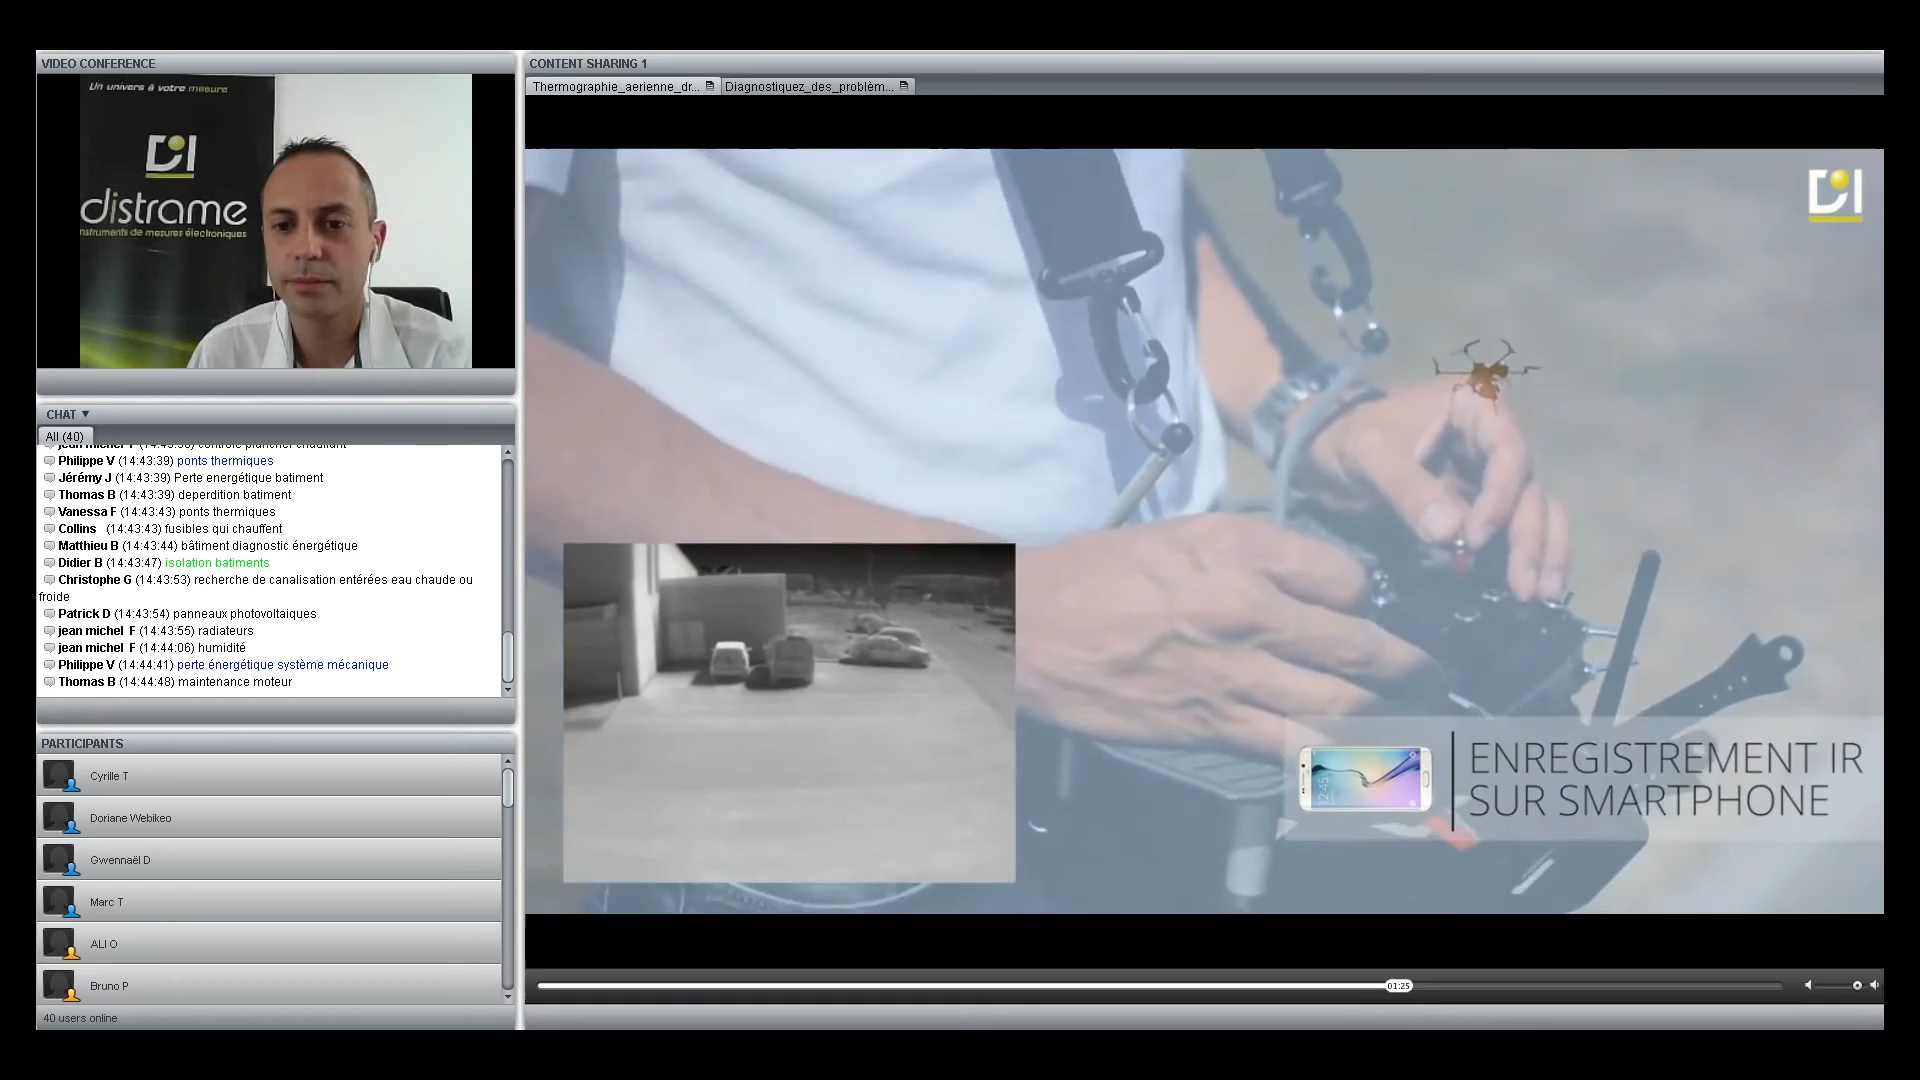 VIDEO CONFERENCE
Un univers à votre mesure
distrame
instruments de mesures électroniques
CHAT ▼
All (40)
Philippe V (14:43:39) ponts thermiques
Jérémy J (14:43:39) Perte energétique batiment
Thomas B (14:43:39) deperdition batiment
Vanessa F (14:43:43) ponts thermiques
Collins (14:43:43) fusibles qui chauffent
Matthieu B (14:43:44) bâtiment diagnostic énergétique
Didier B (14:43:47) isolation batiments
Christophe G (14:43:53) recherche de canalisation entérées eau chaude ou
froide
Patrick D (14:43:54) panneaux photovoltaiques
jean michel F (14:43:55) radiateurs
jean michel F (14:44:06) humidité
Philippe V (14:44:41) perte énergétique système mécanique
Thomas B (14:44:48) maintenance moteur
PARTICIPANTS
Cyrille T
Doriane Webikeo
Gwennaël D
Marc T
ALI O
Bruno P
40 users online
CONTENT SHARING 1
Thermographie_aerienne_dr...
Diagnostiquez_des_problèm...
12:45
ENREGISTREMENT IR
SUR SMARTPHONE
01:25